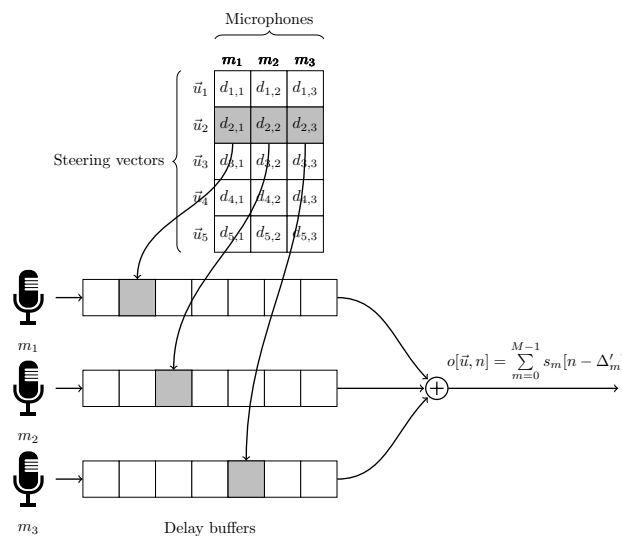 Microphones
m₁ m₂ m₃
u⃗₁ d₁,₁ d₁,₂ d₁,₃
u⃗₂ d₂,₁ d₂,₂ d₂,₃
Steering vectors
u⃗₃ d₃,₁ d₃,₂ d₃,₃
u⃗₄ d₄,₁ d₄,₂ d₄,₃
u⃗₅ d₅,₁ d₅,₂ d₅,₃
m₁
o[u⃗, n] = ∑_{m=0}^{M−1} s_m[n − Δ′_m]
+
m₂
m₃
Delay buffers